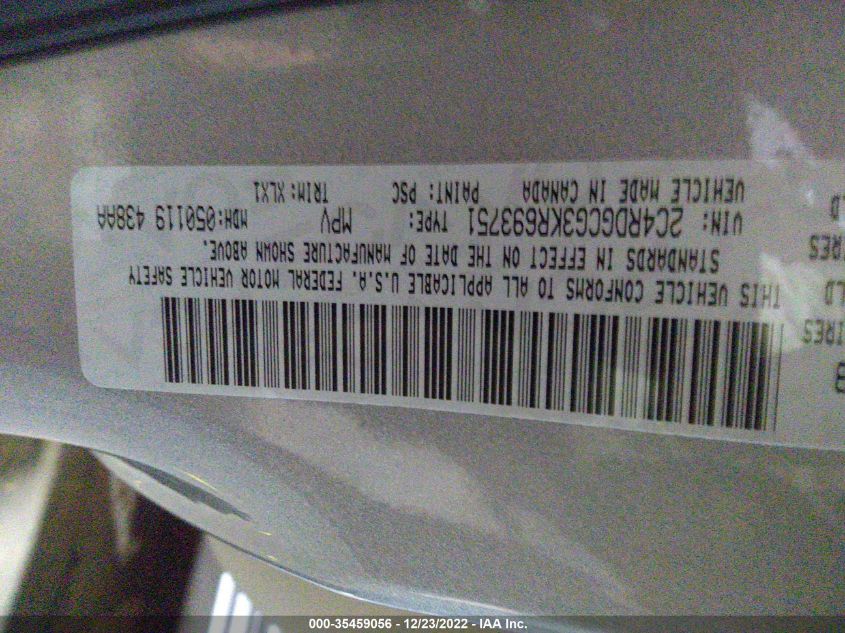 THIS VEHICLE CONFORMS TO ALL APPLICABLE U.S.A. FEDERAL MOTOR VEHICLE SAFETY
STANDARDS IN EFFECT ON THE DATE OF MANUFACTURE SHOWN ABOVE.
VIN: 2C4RDGCG3KR693751 TYPE: MPV MDH: 050119 438AA
VEHICLE MADE IN CANADA PAINT: PSC TRIM: XLX1
000-35459056 - 12/23/2022 - IAA Inc.